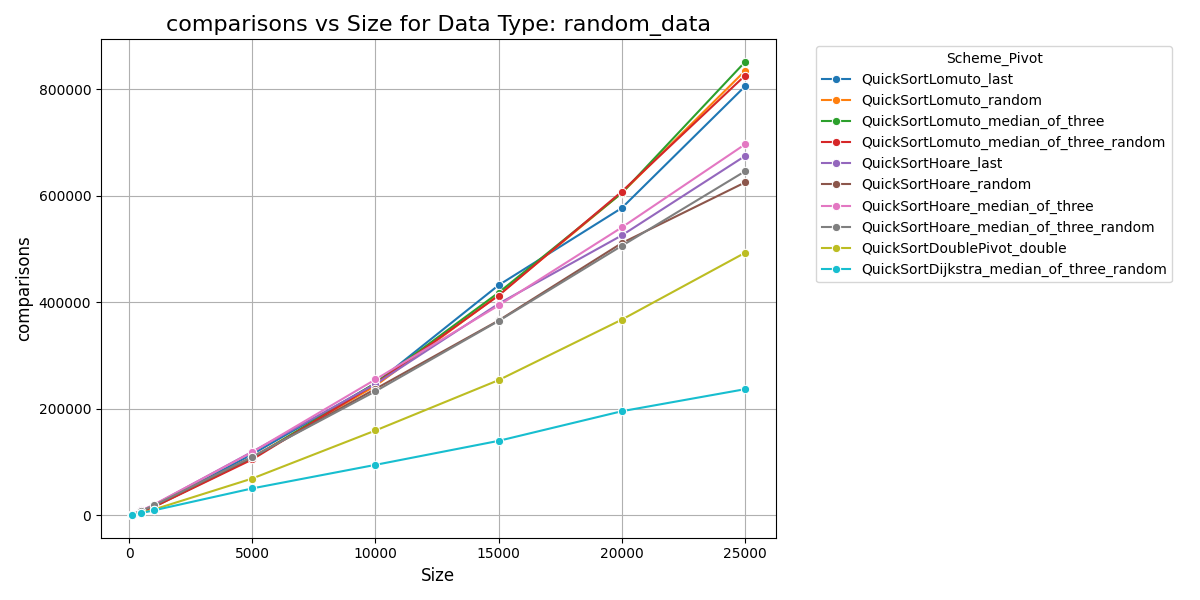 comparisons vs Size for Data Type: random_data
comparisons
800000
600000
400000
200000
0
0 5000 10000 15000 20000 25000
Size
Scheme_Pivot
QuickSortLomuto_last
QuickSortLomuto_random
QuickSortLomuto_median_of_three
QuickSortLomuto_median_of_three_random
QuickSortHoare_last
QuickSortHoare_random
QuickSortHoare_median_of_three
QuickSortHoare_median_of_three_random
QuickSortDoublePivot_double
QuickSortDijkstra_median_of_three_random